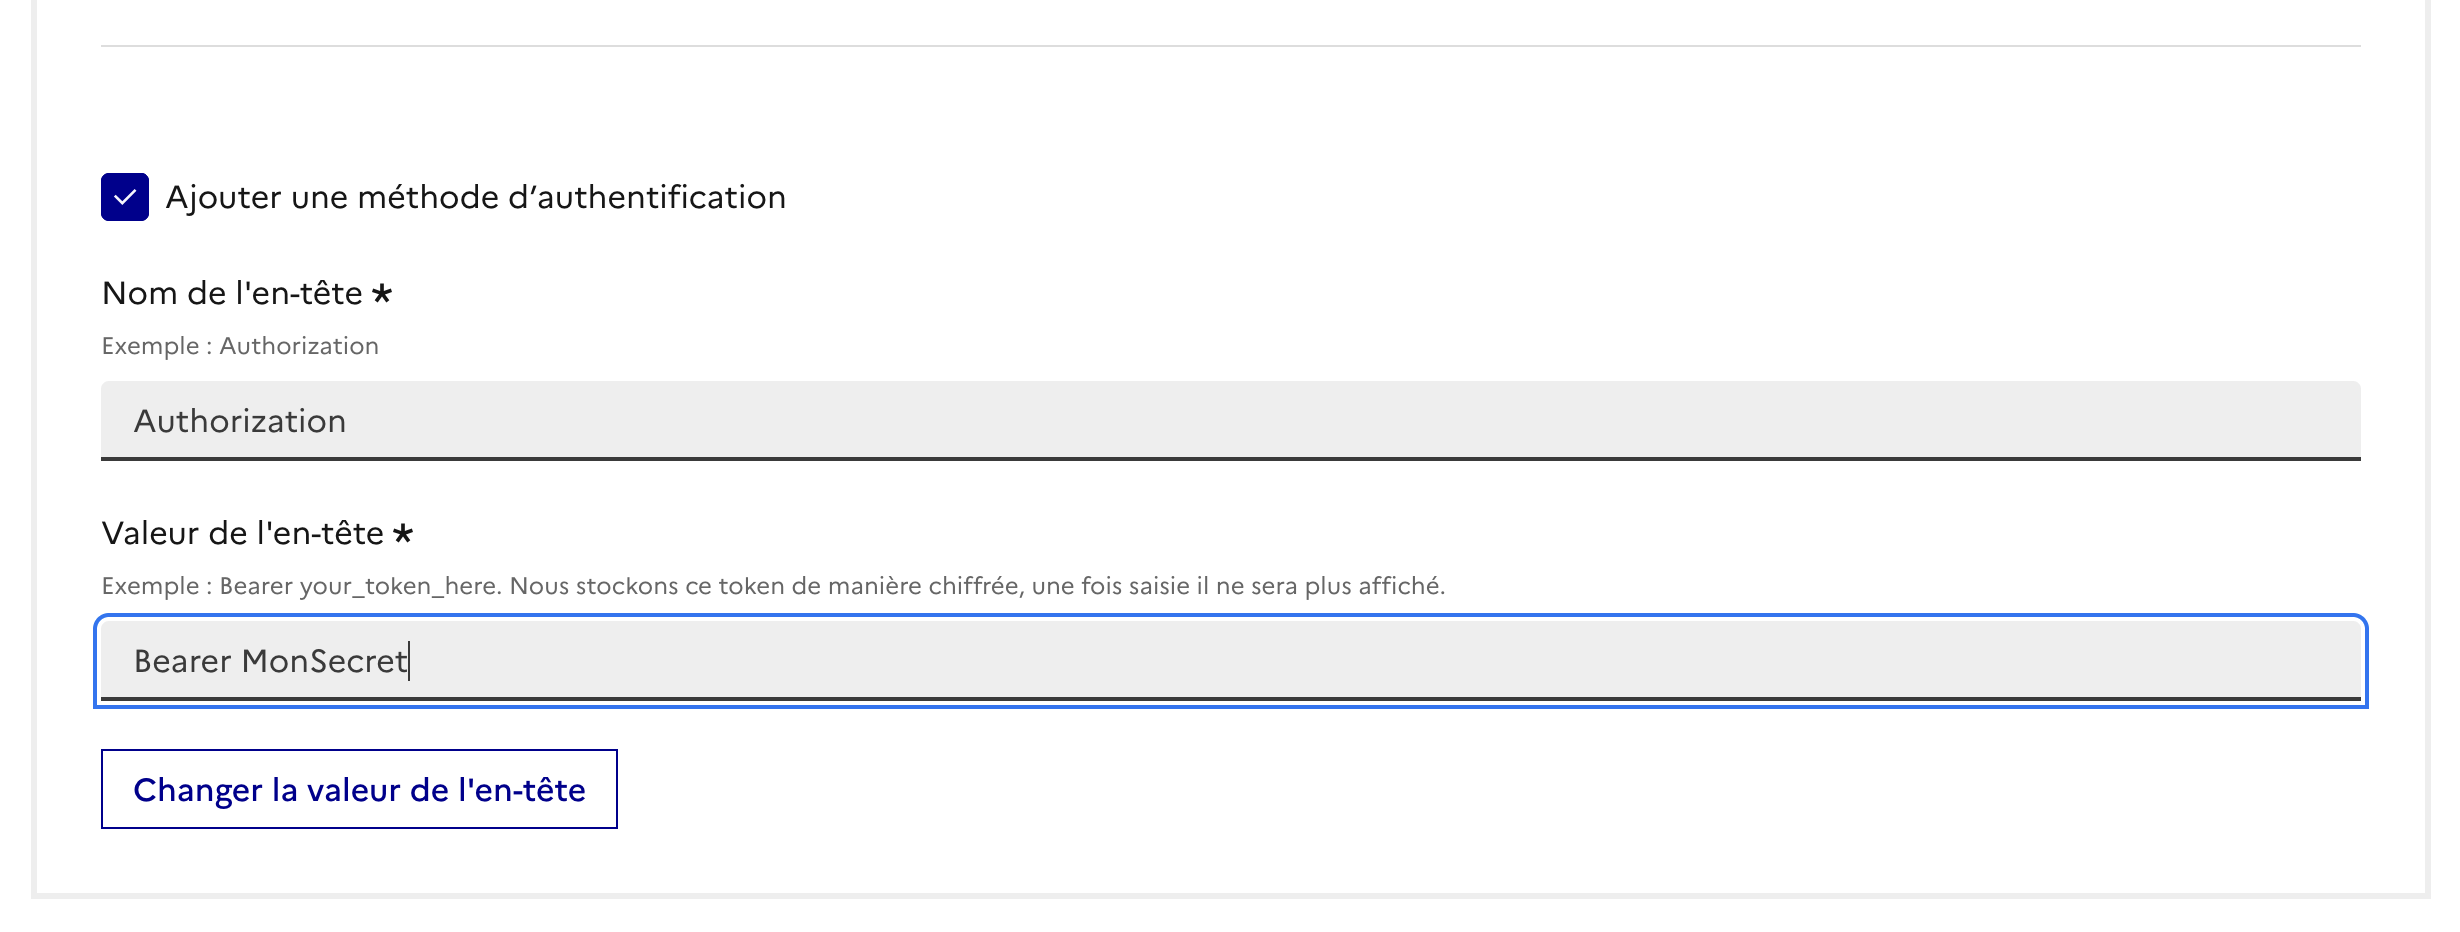 Ajouter une méthode d’authentification
Nom de l'en-tête *
Exemple : Authorization
Authorization
Valeur de l'en-tête *
Exemple : Bearer your_token_here. Nous stockons ce token de manière chiffrée, une fois saisie il ne sera plus affiché.
Bearer MonSecret
Changer la valeur de l'en-tête